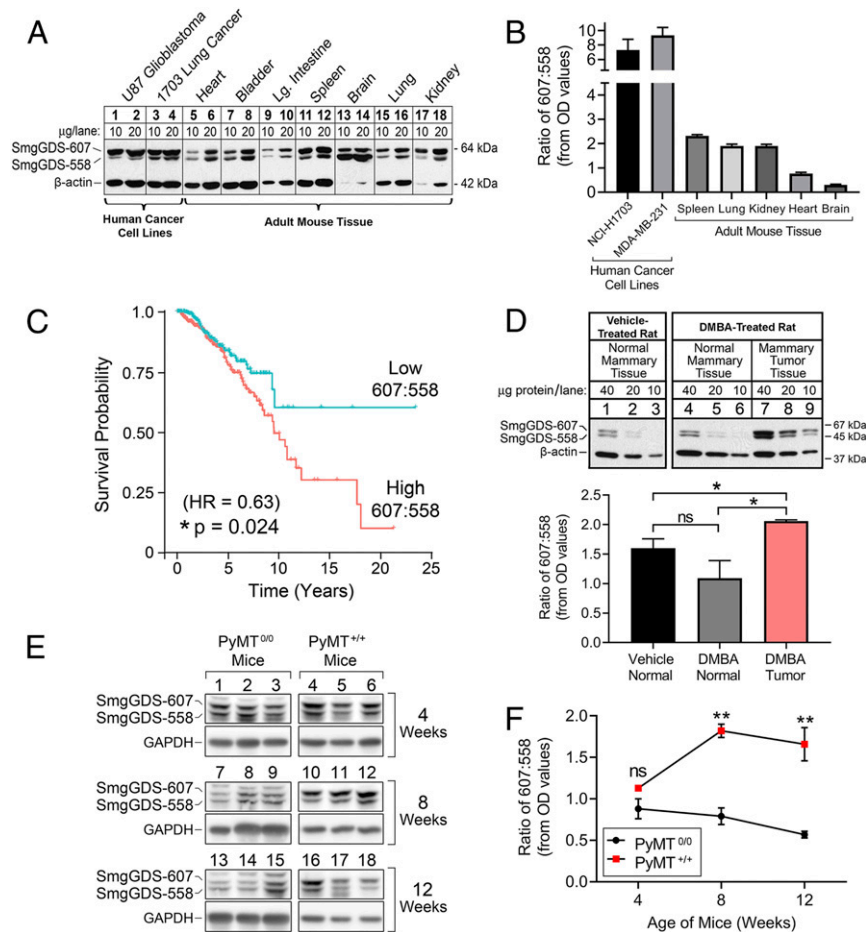 A
U87 Glioblastoma
1703 Lung Cancer
Heart
Bladder
Lg. Intestine
Spleen
Brain
Lung
Kidney
1 2 3 4 5 6 7 8 9 10 11 12 13 14 15 16 17 18
µg/lane: 10 20 10 20 10 20 10 20 10 20 10 20 10 20 10 20 10 20
SmgGDS-607
SmgGDS-558
β-actin
- 64 kDa
- 42 kDa
Human Cancer
Cell Lines
Adult Mouse Tissue
B
Ratio of 607:558
(from OD values)
10
8
6
4
2
1
0
NCI-H1703
MDA-MB-231
Spleen Lung Kidney Heart Brain
Human Cancer
Cell Lines
Adult Mouse Tissue
C
Survival Probability
1.0
0.75
0.50
0.25
0
Low
607:558
High
607:558
(HR = 0.63)
* p = 0.024
0 5 10 15 20 25
Time (Years)
D
Vehicle-
Treated Rat
DMBA-Treated Rat
Normal
Mammary
Tissue
Normal
Mammary
Tissue
Mammary
Tumor
Tissue
µg protein/lane: 40 20 10 40 20 10 40 20 10
1 2 3 4 5 6 7 8 9
SmgGDS-607
SmgGDS-558
β-actin
- 67 kDa
- 45 kDa
- 37 kDa
Ratio of 607:558
(from OD values)
2.5
2.0
1.5
1.0
0.5
0.0
*
ns
*
Vehicle
Normal
DMBA
Normal
DMBA
Tumor
E
PyMT0/0
Mice
PyMT+/+
Mice
1 2 3 4 5 6
SmgGDS-607
SmgGDS-558
GAPDH
4
Weeks
7 8 9 10 11 12
SmgGDS-607
SmgGDS-558
GAPDH
8
Weeks
13 14 15 16 17 18
SmgGDS-607
SmgGDS-558
GAPDH
12
Weeks
F
Ratio of 607:558
(from OD values)
2.0
1.5
1.0
0.5
0.0
ns
**
**
PyMT 0/0
PyMT +/+
4 8 12
Age of Mice (Weeks)